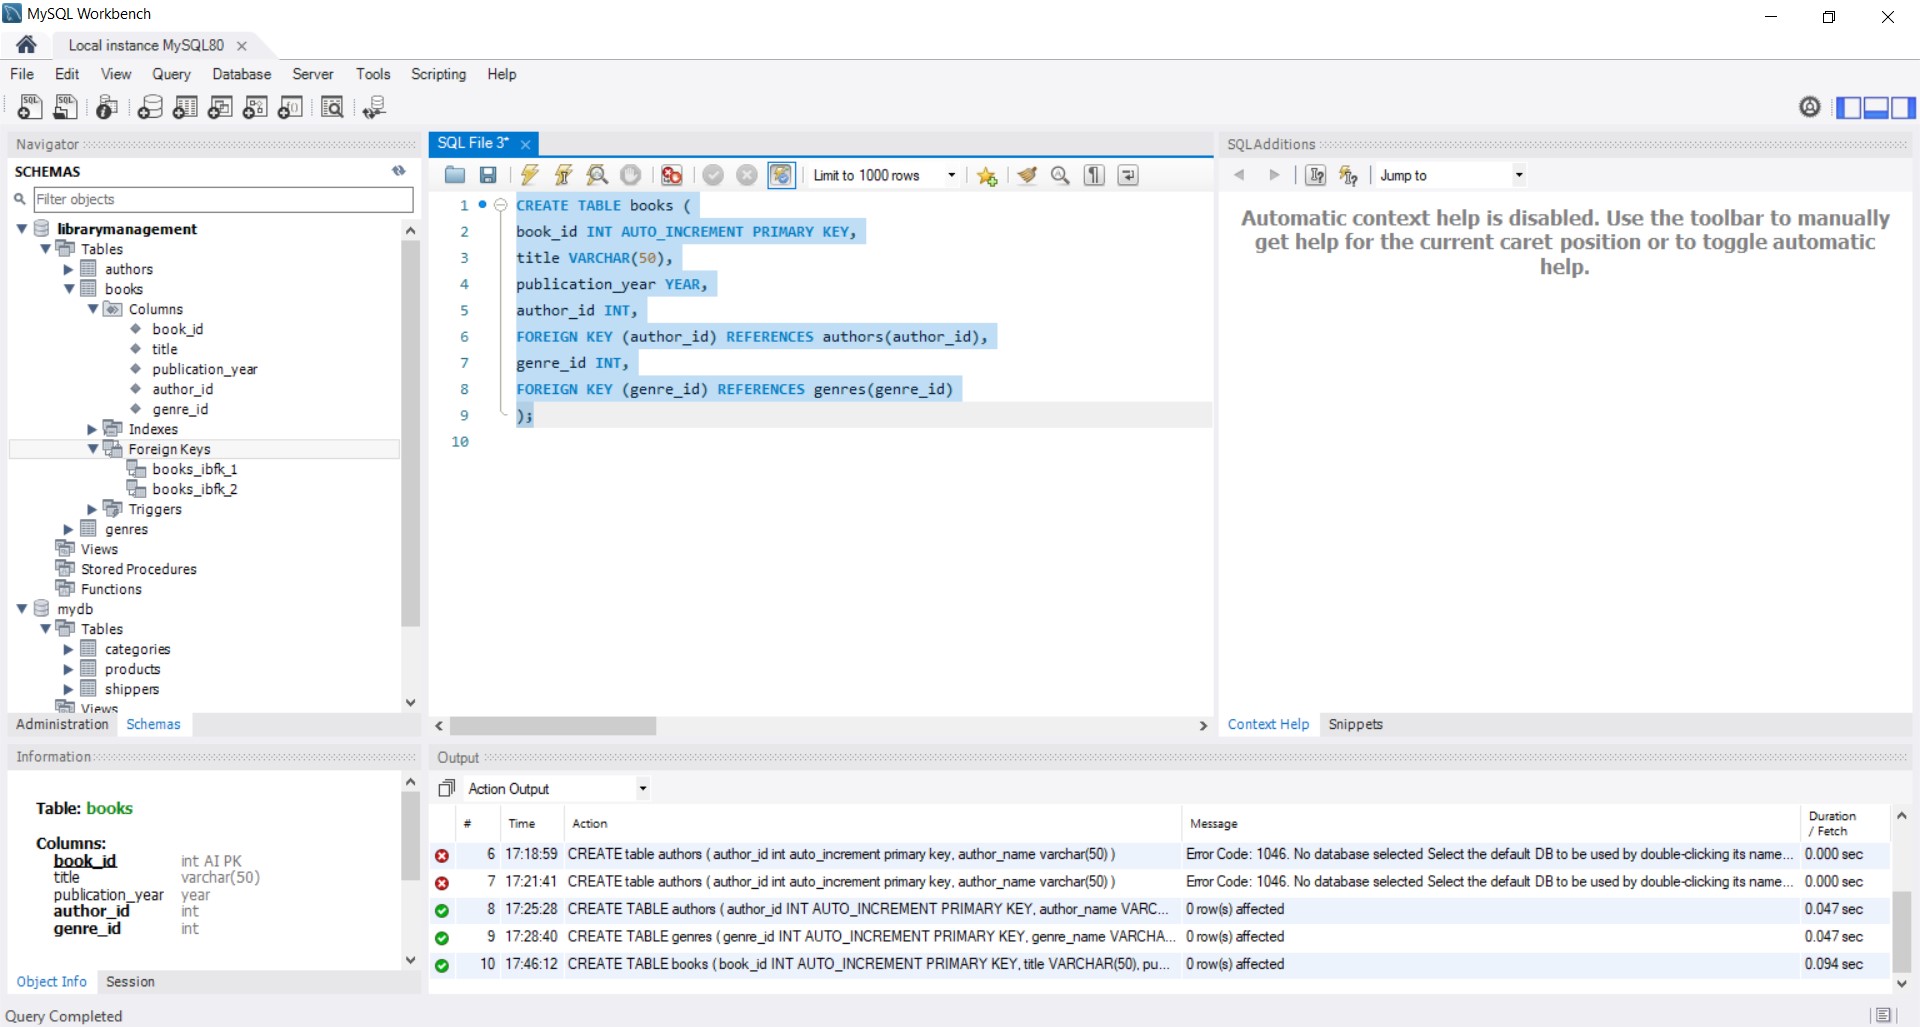 MySQL Workbench
Local instance MySQL80
File Edit View Query Database Server Tools Scripting Help
Navigator
SCHEMAS
Filter objects
librarymanagement
Tables
authors
books
Columns
book_id
title
publication_year
author_id
genre_id
Indexes
Foreign Keys
books_ibfk_1
books_ibfk_2
Triggers
genres
Views
Stored Procedures
Functions
mydb
Tables
categories
products
shippers
Views
Administration Schemas
Information
Table: books
Columns:
book_id int AI PK
title varchar(50)
publication_year year
author_id int
genre_id int
Object Info Session
Query Completed
SQL File 3*
Limit to 1000 rows
1 CREATE TABLE books (
2 book_id INT AUTO_INCREMENT PRIMARY KEY,
3 title VARCHAR(50),
4 publication_year YEAR,
5 author_id INT,
6 FOREIGN KEY (author_id) REFERENCES authors(author_id),
7 genre_id INT,
8 FOREIGN KEY (genre_id) REFERENCES genres(genre_id)
9 );
10
SQLAdditions
Jump to
Automatic context help is disabled. Use the toolbar to manually
get help for the current caret position or to toggle automatic
help.
Context Help Snippets
Output
Action Output
# Time Action Message Duration / Fetch
6 17:18:59 CREATE table authors ( author_id int auto_increment primary key, author_name varchar(50) ) Error Code: 1046. No database selected Select the default DB to be used by double-clicking its name... 0.000 sec
7 17:21:41 CREATE table authors ( author_id int auto_increment primary key, author_name varchar(50) ) Error Code: 1046. No database selected Select the default DB to be used by double-clicking its name... 0.000 sec
8 17:25:28 CREATE TABLE authors ( author_id INT AUTO_INCREMENT PRIMARY KEY, author_name VARC... 0 row(s) affected 0.047 sec
9 17:28:40 CREATE TABLE genres ( genre_id INT AUTO_INCREMENT PRIMARY KEY, genre_name VARCHA... 0 row(s) affected 0.047 sec
10 17:46:12 CREATE TABLE books ( book_id INT AUTO_INCREMENT PRIMARY KEY, title VARCHAR(50), pu... 0 row(s) affected 0.094 sec